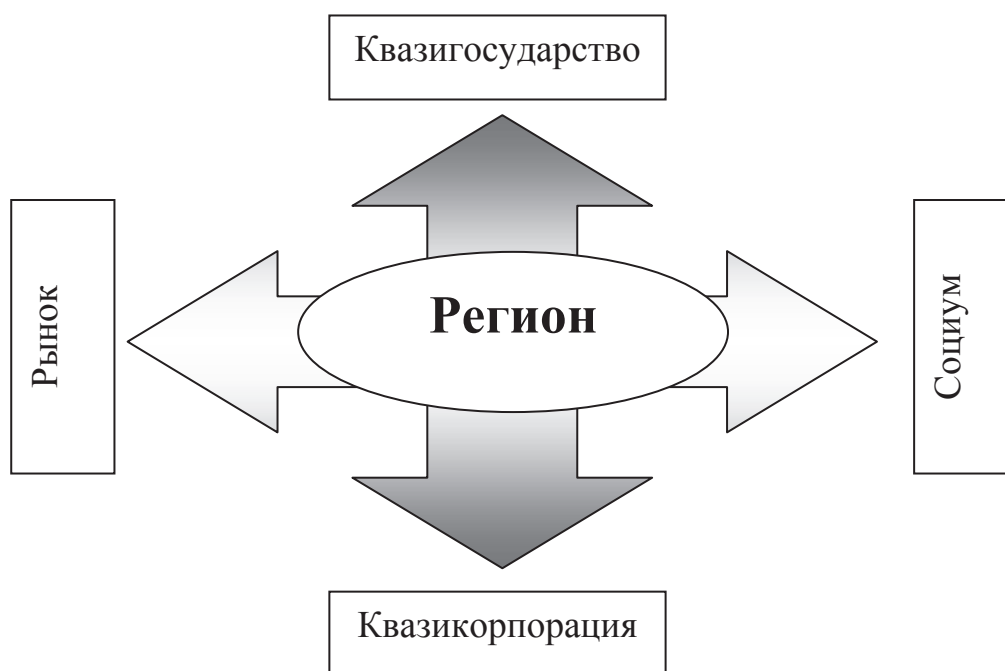 Квазигосударство
Рынок
Регион
Социум
Квазикорпорация